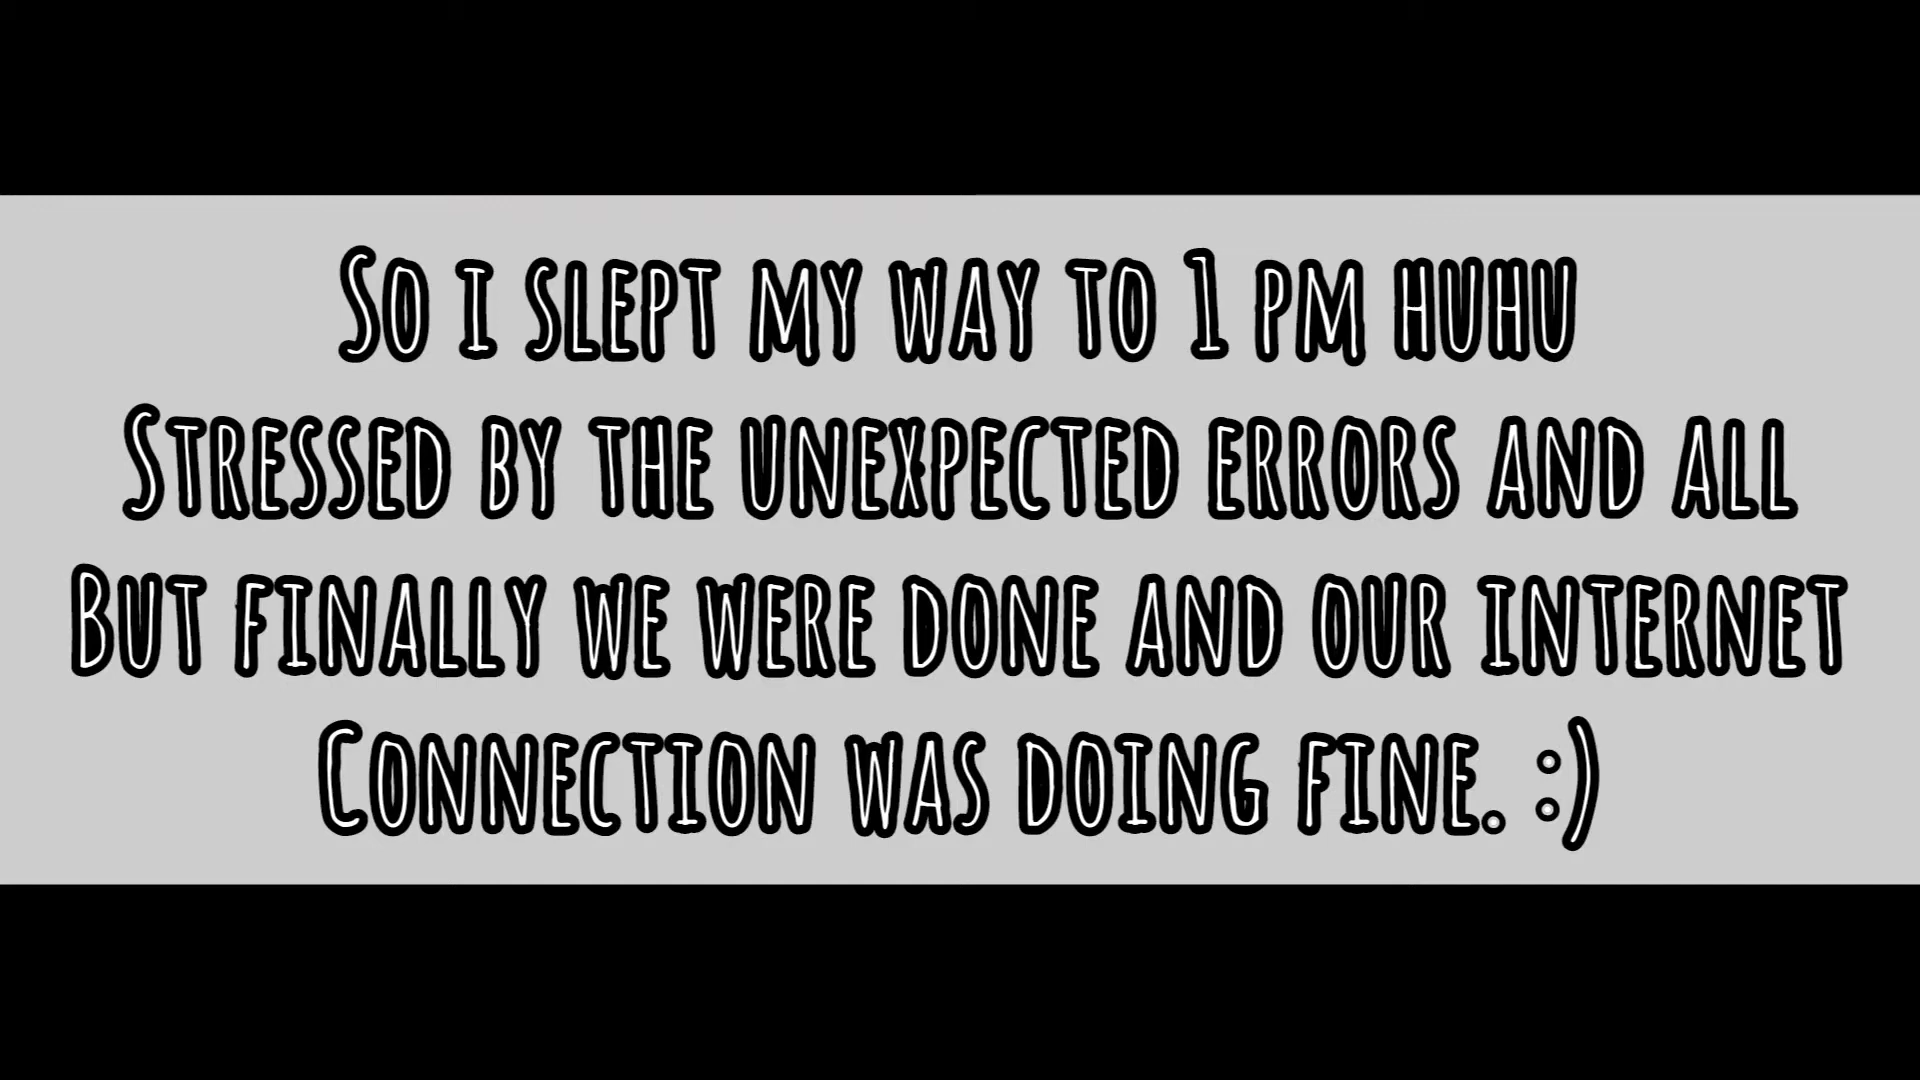 So i slept my way to 1 pm huhu
Stressed by the unexpected errors and all
But finally we were done and our internet
Connection was doing fine. :)